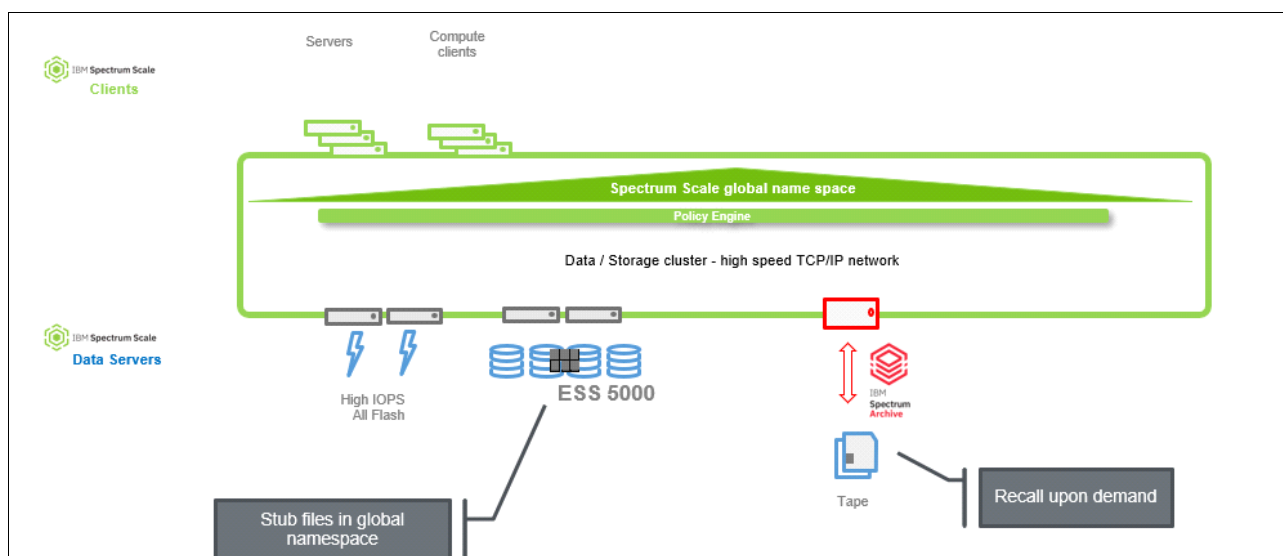 Servers
Compute
clients
IBM Spectrum Scale
Clients
Spectrum Scale global name space
Policy Engine
Data / Storage cluster - high speed TCP/IP network
IBM Spectrum Scale
Data Servers
High IOPS
All Flash
ESS 5000
IBM
Spectrum
Archive
Tape
Recall upon demand
Stub files in global
namespace